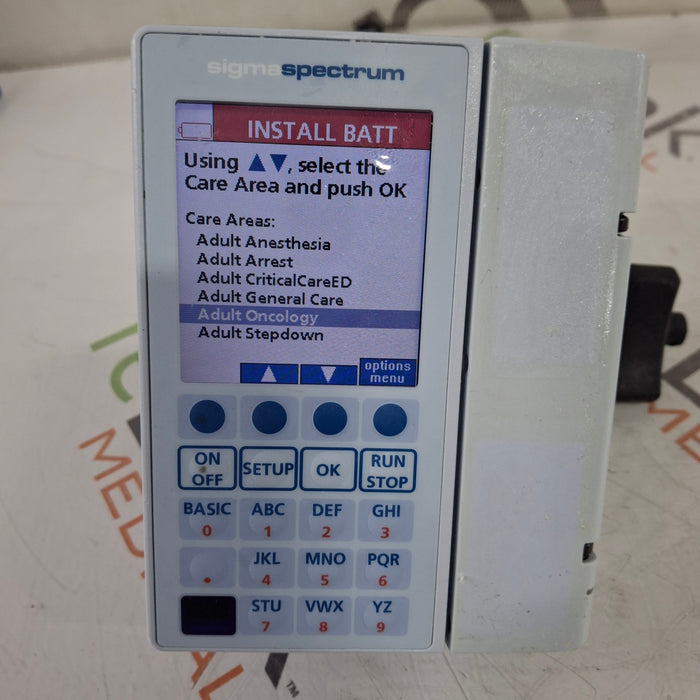 sigmaspectrum
INSTALL BATT
Using ▲▼, select the
Care Area and push OK
Care Areas:
Adult Anesthesia
Adult Arrest
Adult CriticalCareED
Adult General Care
Adult Oncology
Adult Stepdown
options
menu
ON
OFF
SETUP
OK
RUN
STOP
BASIC ABC DEF GHI
0 1 2 3
JKL MNO PQR
. 4 5 6
STU VWX YZ
7 8 9
MEDICAL
™